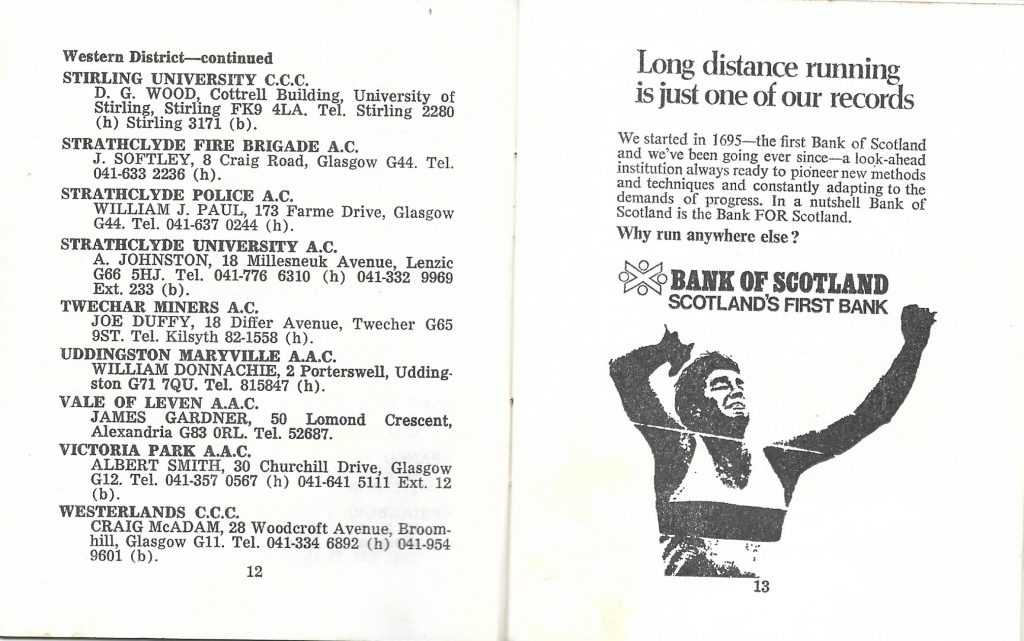 Western District—continued
STIRLING UNIVERSITY C.C.C.
D. G. WOOD, Cottrell Building, University of
Stirling, Stirling FK9 4LA. Tel. Stirling 2280
(h) Stirling 3171 (b).
STRATHCLYDE FIRE BRIGADE A.C.
J. SOFTLEY, 8 Craig Road, Glasgow G44. Tel.
041-633 2236 (h).
STRATHCLYDE POLICE A.C.
WILLIAM J. PAUL, 173 Farme Drive, Glasgow
G44. Tel. 041-637 0244 (h).
STRATHCLYDE UNIVERSITY A.C.
A. JOHNSTON, 18 Millesneuk Avenue, Lenzic
G66 5HJ. Tel. 041-776 6310 (h) 041-332 9969
Ext. 233 (b).
TWECHAR MINERS A.C.
JOE DUFFY, 18 Differ Avenue, Twecher G65
9ST. Tel. Kilsyth 82-1558 (h).
UDDINGSTON MARYVILLE A.A.C.
WILLIAM DONNACHIE, 2 Porterswell, Udding-
ston G71 7QU. Tel. 815847 (h).
VALE OF LEVEN A.A.C.
JAMES GARDNER, 50 Lomond Crescent,
Alexandria G83 0RL. Tel. 52687.
VICTORIA PARK A.A.C.
ALBERT SMITH, 30 Churchill Drive, Glasgow
G12. Tel. 041-357 0567 (h) 041-641 5111 Ext. 12
(b).
WESTERLANDS C.C.C.
CRAIG McADAM, 28 Woodcroft Avenue, Broom-
hill, Glasgow G11. Tel. 041-334 6892 (h) 041-954
9601 (b).
12
Long distance running
is just one of our records
We started in 1695—the first Bank of Scotland
and we've been going ever since—a look-ahead
institution always ready to pioneer new methods
and techniques and constantly adapting to the
demands of progress. In a nutshell Bank of
Scotland is the Bank FOR Scotland.
Why run anywhere else?
BANK OF SCOTLAND
SCOTLAND'S FIRST BANK
13